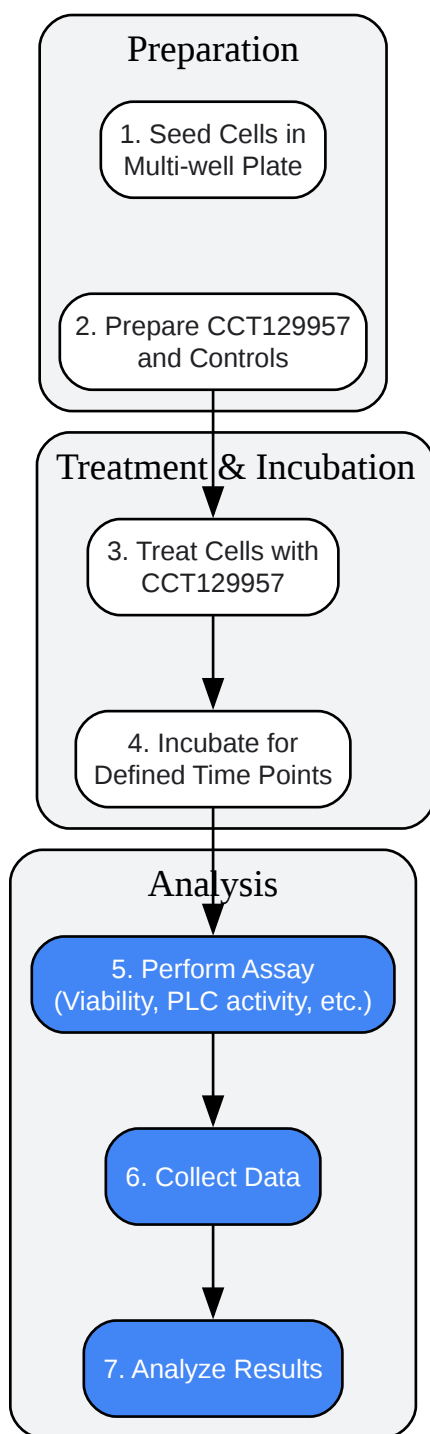 Preparation
1. Seed Cells in
Multi-well Plate
2. Prepare CCT129957
and Controls
Treatment & Incubation
3. Treat Cells with
CCT129957
4. Incubate for
Defined Time Points
Analysis
5. Perform Assay
(Viability, PLC activity, etc.)
6. Collect Data
7. Analyze Results